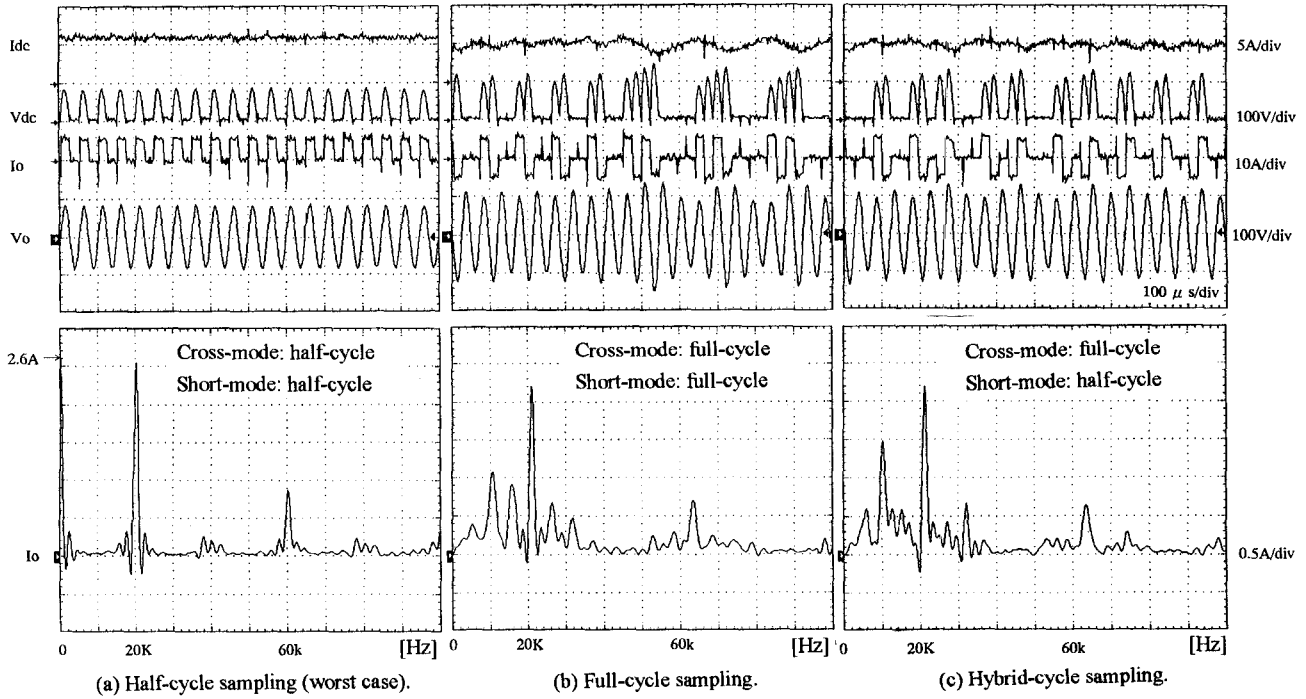 Idc
Vdc
Io
Vo
5A/div
100V/div
10A/div
100V/div
100 μ s/div
2.6A→
Cross-mode: half-cycle
Short-mode: half-cycle
Cross-mode: full-cycle
Short-mode: full-cycle
Cross-mode: full-cycle
Short-mode: half-cycle
Io
0.5A/div
0 20K 60k [Hz]
0 20K 60k [Hz]
0 20K 60k [Hz]
(a) Half-cycle sampling (worst case).
(b) Full-cycle sampling.
(c) Hybrid-cycle sampling.